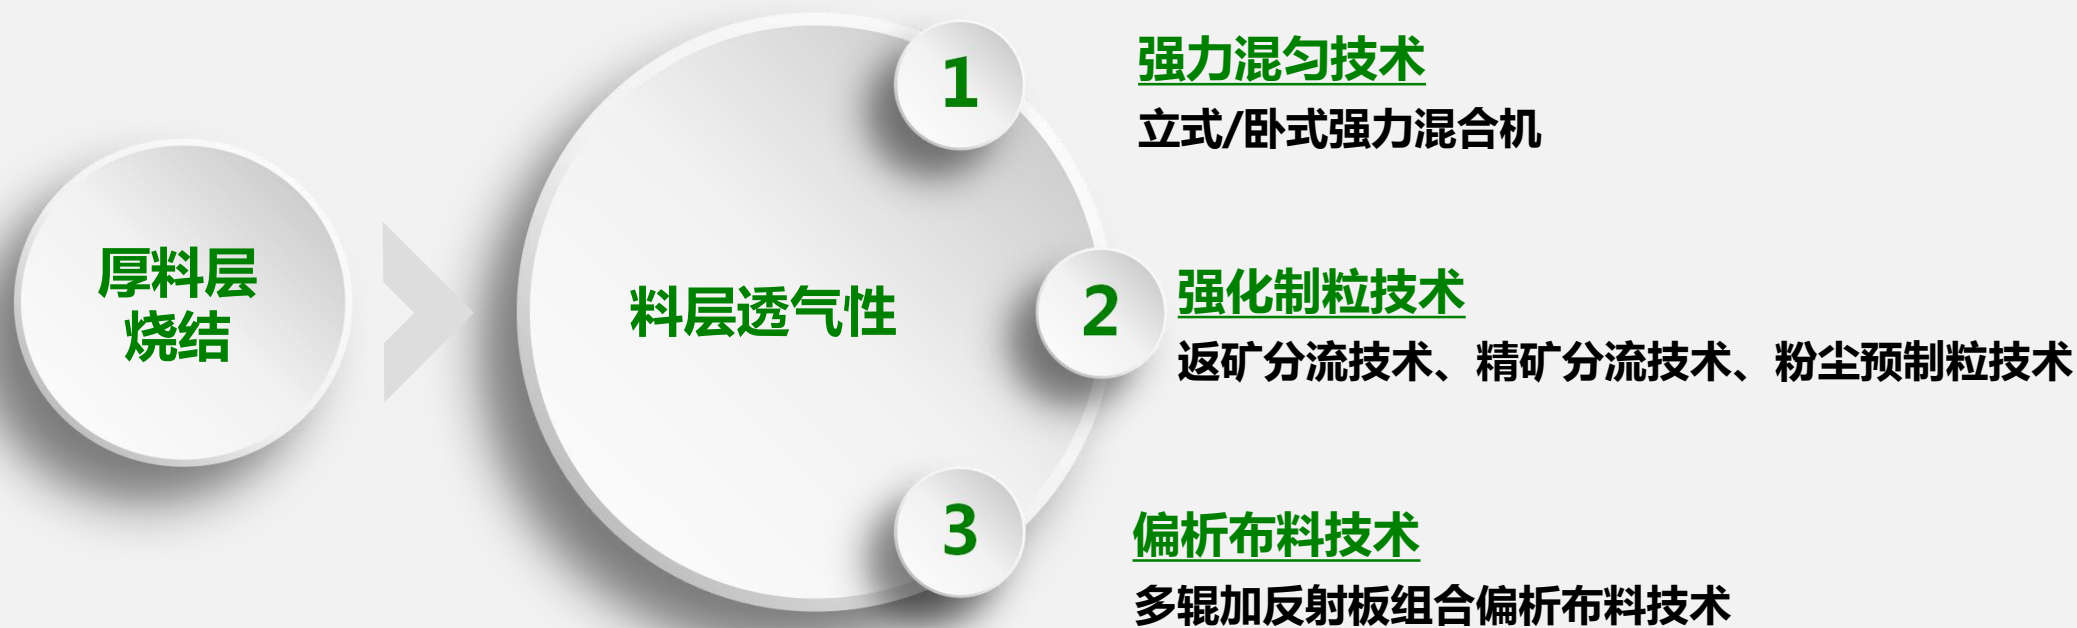 厚料层
烧结
料层透气性
1
强力混匀技术
立式/卧式强力混合机
2
强化制粒技术
返矿分流技术、精矿分流技术、粉尘预制粒技术
3
偏析布料技术
多辊加反射板组合偏析布料技术